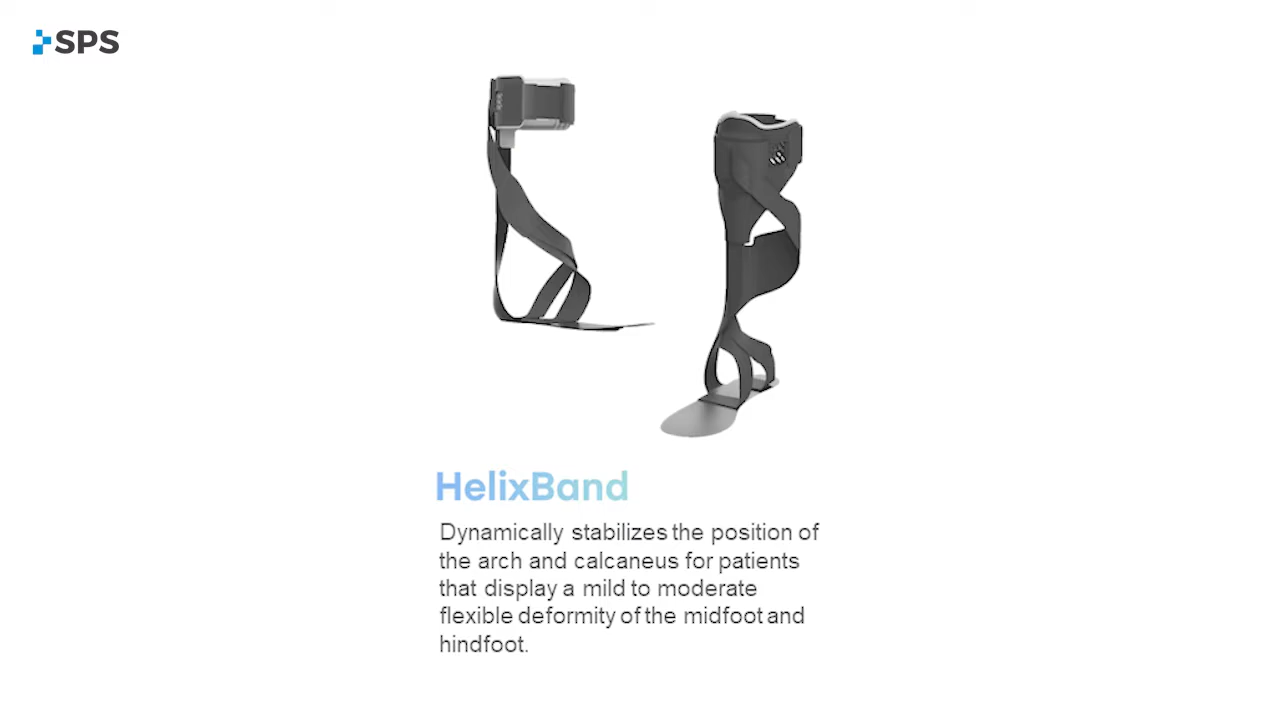 SPS
HelixBand
Dynamically stabilizes the position of
the arch and calcaneus for patients
that display a mild to moderate
flexible deformity of the midfoot and
hindfoot.